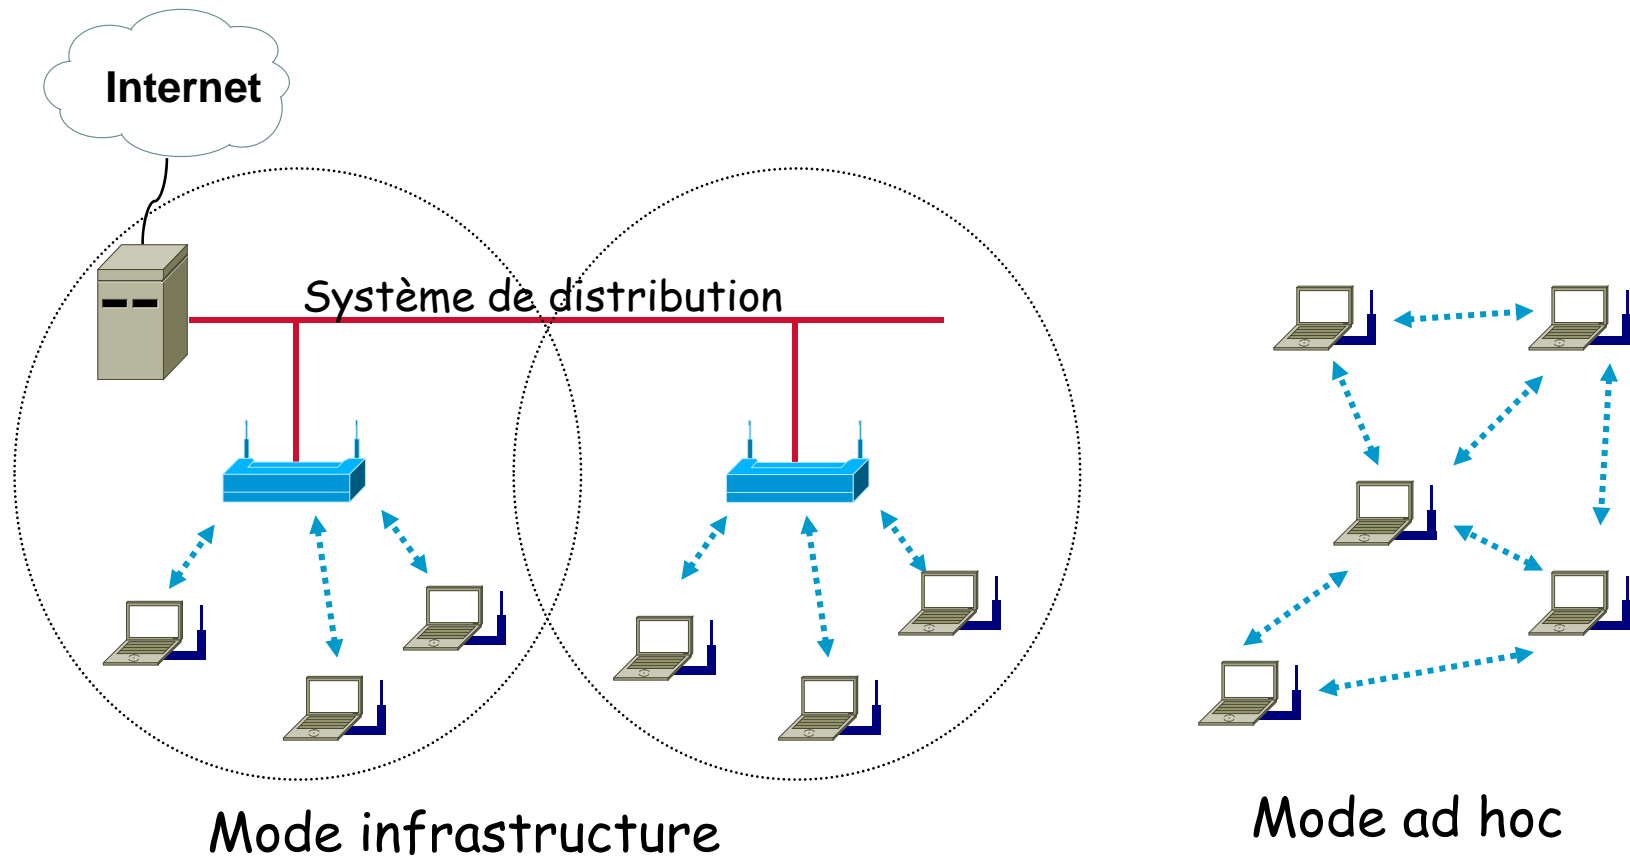 Internet
Système de distribution
Mode infrastructure
Mode ad hoc